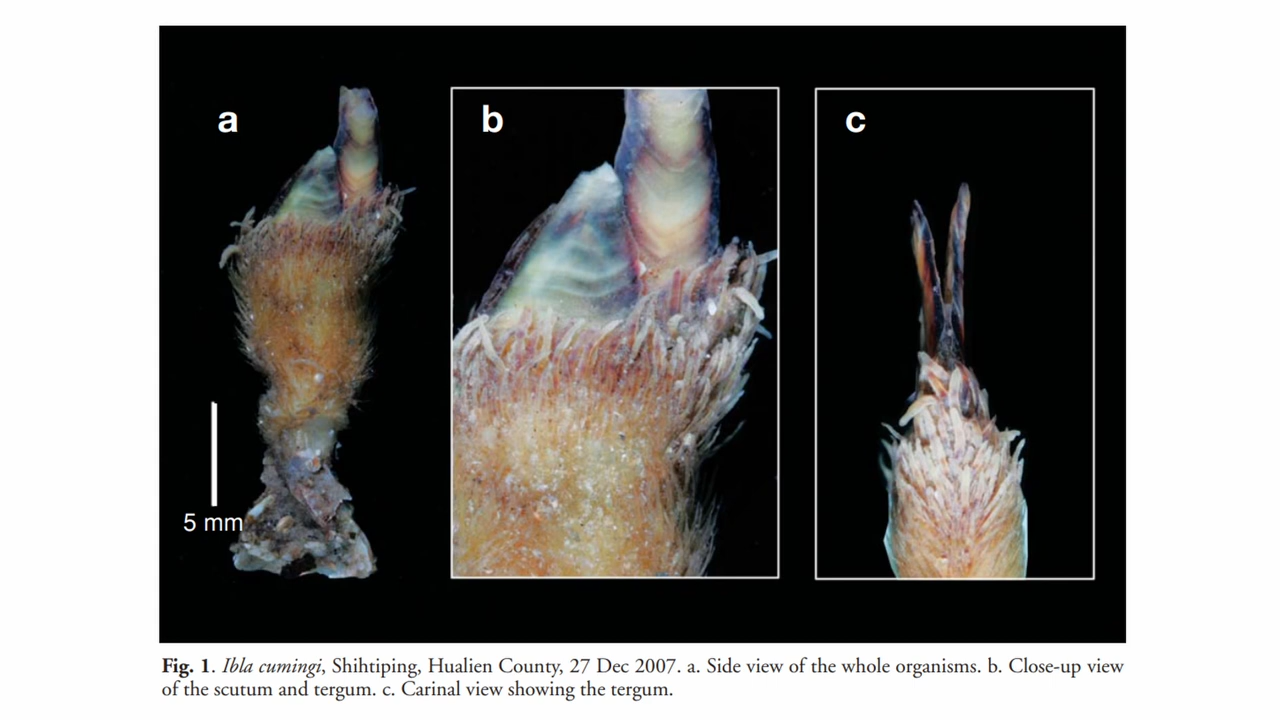 a
b
c
5 mm
Fig. 1. Ibla cumingi, Shihtiping, Hualien County, 27 Dec 2007. a. Side view of the whole organisms. b. Close-up view
of the scutum and tergum. c. Carinal view showing the tergum.